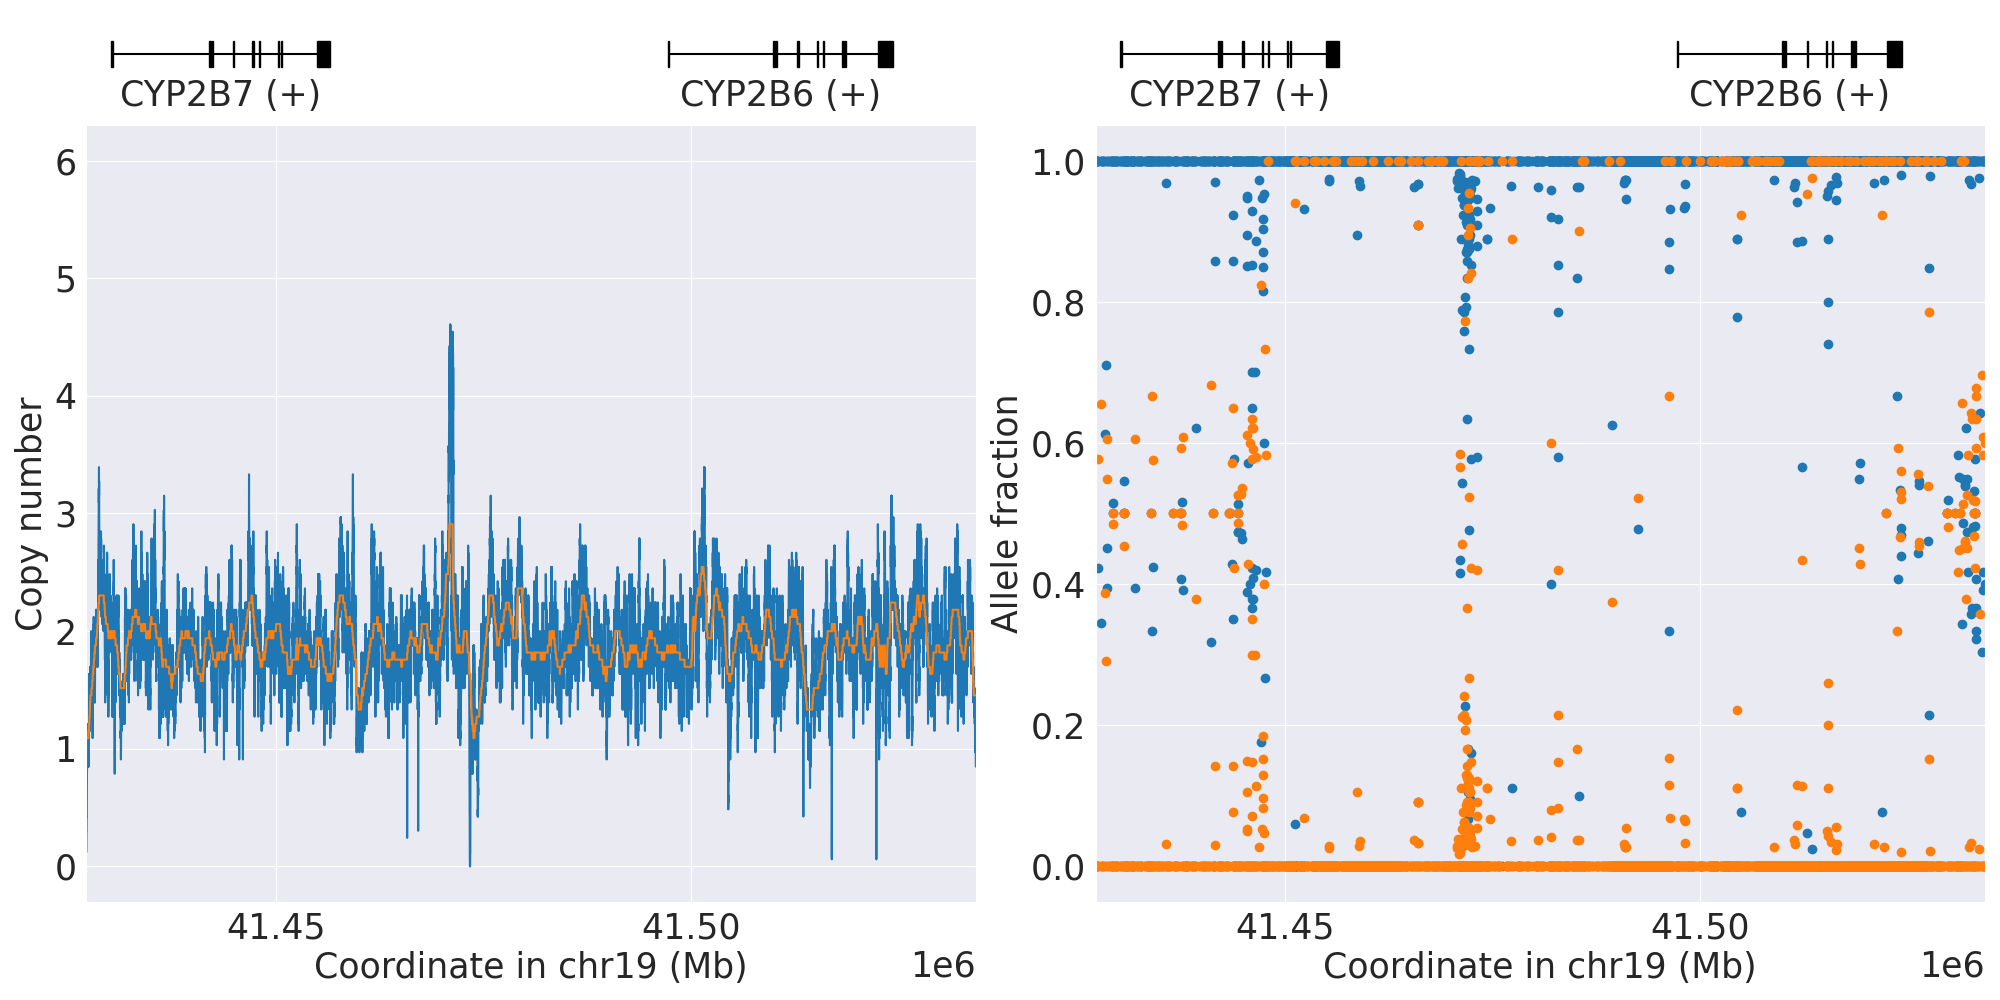 CYP2B7 (+) CYP2B6 (+)
CYP2B7 (+) CYP2B6 (+)
Copy number
6
5
4
3
2
1
0
41.45 41.50
Coordinate in chr19 (Mb) 1e6
Allele fraction
1.0
0.8
0.6
0.4
0.2
0.0
41.45 41.50
Coordinate in chr19 (Mb) 1e6